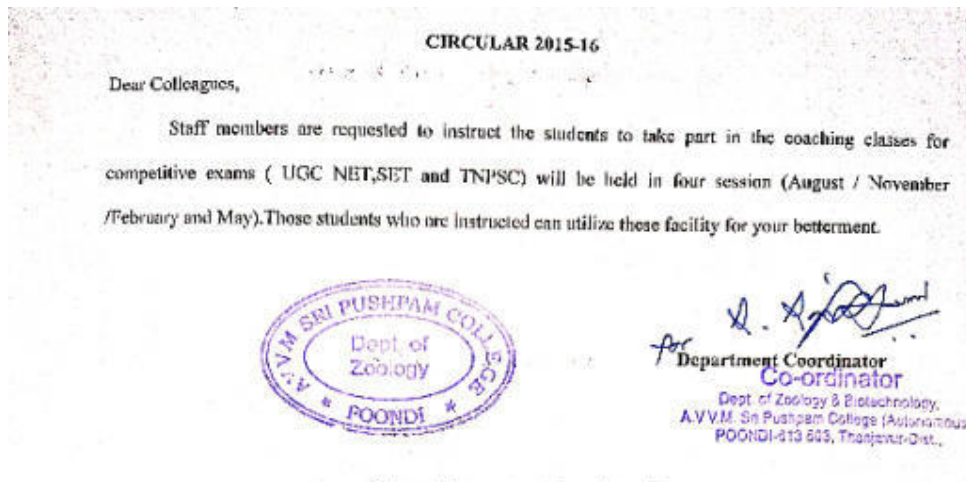 CIRCULAR 2015-16
Dear Colleagues,
Staff members are requested to instruct the students to take part in the coaching classes for
competitive exams ( UGC NET,SET and TNPSC) will be held in four session (August / November
/February and May).Those students who are instructed can utilize these facility for your betterment.
A.V.V.M SRI PUSHPAM COLLEGE
Dept. of
Zoology
* POONDI *
for
Department Coordinator
Co-ordinator
Dept. of Zoology & Biotechnology,
A.V.V.M. Sri Pushpam College (Autonomous
POONDI-613 503, Thanjavur-Dist.,